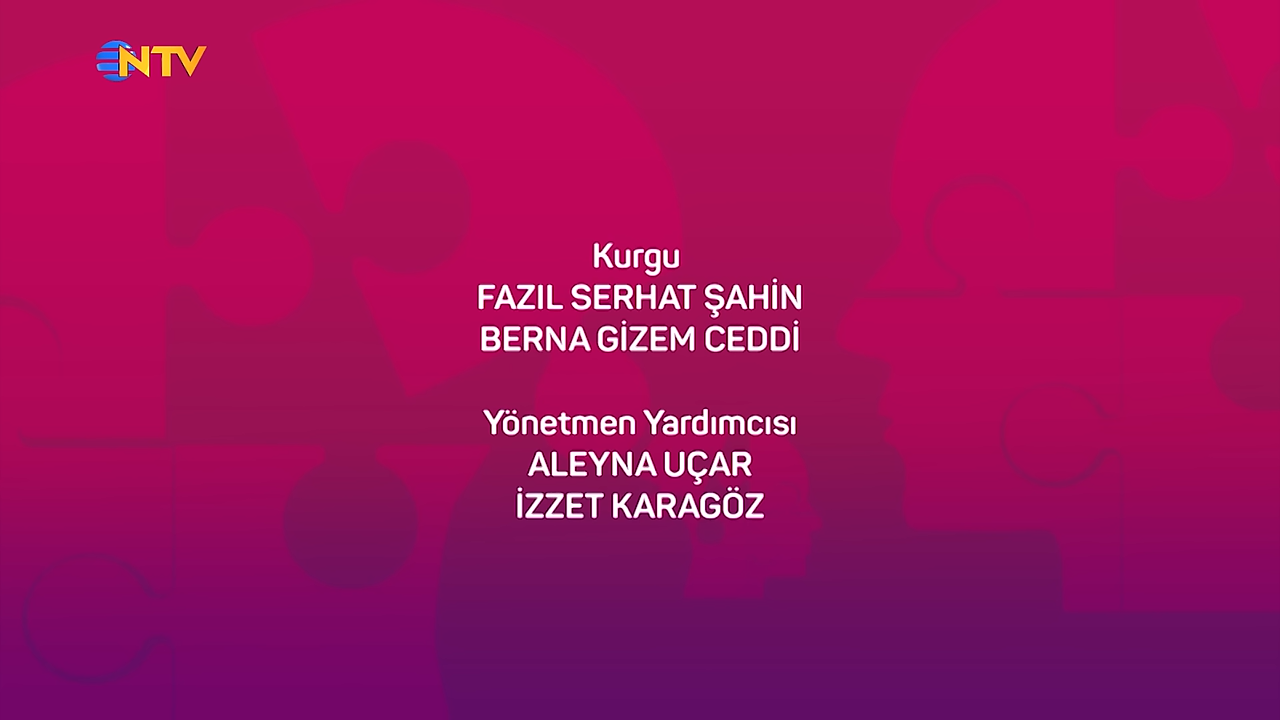 NTV
Kurgu
FAZIL SERHAT ŞAHİN
BERNA GİZEM CEDDİ
Yönetmen Yardımcısı
ALEYNA UÇAR
İZZET KARAGÖZ